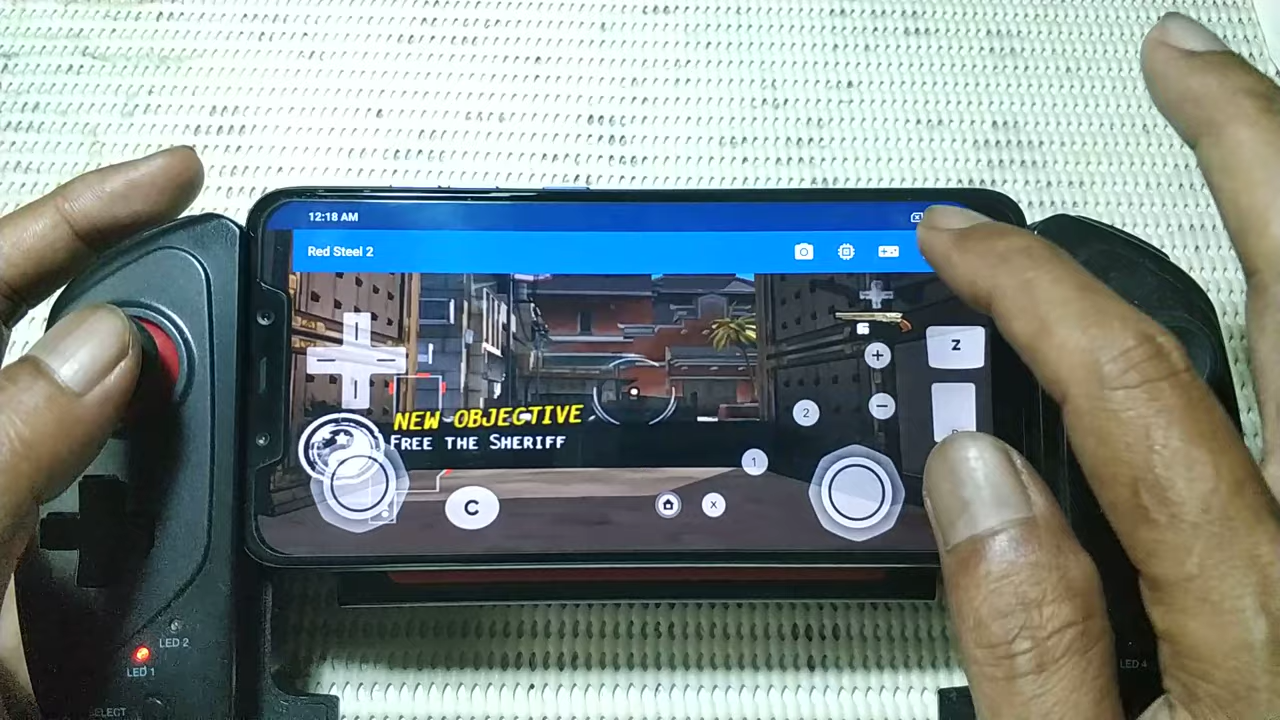 12:18 AM
Red Steel 2
Z
2
NEW OBJECTIVE
FREE THE SHERIFF
1
C
X
LED 2
LED 1
LED 4
ELECT